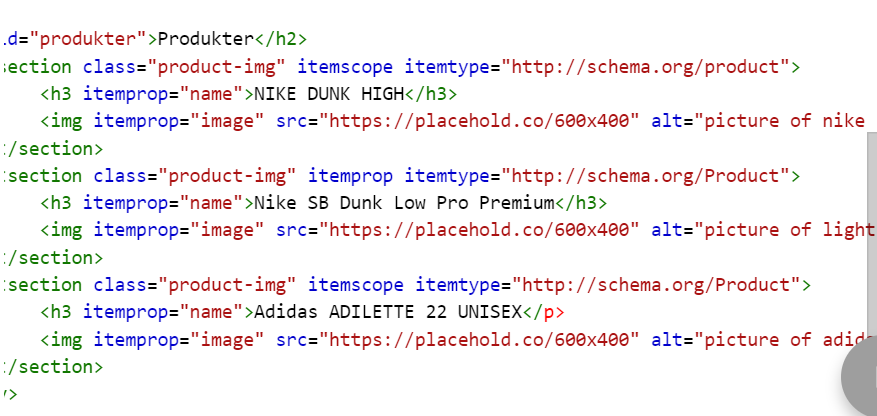 d="produkter">Produkter</h2>
section class="product-img" itemscope itemtype="http://schema.org/product">
<h3 itemprop="name">NIKE DUNK HIGH</h3>
<img itemprop="image" src="https://placehold.co/600x400" alt="picture of nike
/section>
section class="product-img" itemprop itemtype="http://schema.org/Product">
<h3 itemprop="name">Nike SB Dunk Low Pro Premium</h3>
<img itemprop="image" src="https://placehold.co/600x400" alt="picture of light
/section>
section class="product-img" itemscope itemtype="http://schema.org/Product">
<h3 itemprop="name">Adidas ADILETTE 22 UNISEX</p>
<img itemprop="image" src="https://placehold.co/600x400" alt="picture of adid
/section>
>